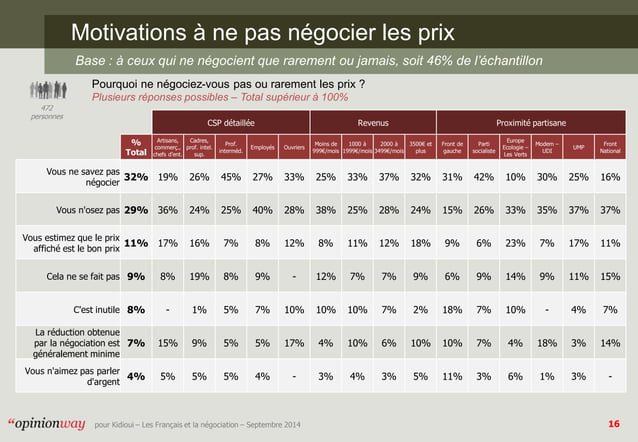 Motivations à ne pas négocier les prix
Base : à ceux qui ne négocient que rarement ou jamais, soit 46% de l'échantillon
472
personnes
Pourquoi ne négociez-vous pas ou rarement les prix ?
Plusieurs réponses possibles – Total supérieur à 100%
CSP détaillée Revenus Proximité partisane
% Total Artisans, commerç., chefs d'ent. Cadres, prof. intel. sup. Prof. interméd. Employés Ouvriers Moins de 999€/mois 1000 à 1999€/mois 2000 à 3499€/mois 3500€ et plus Front de gauche Parti socialiste Europe Ecologie – Les Verts Modem – UDI UMP Front National
Vous ne savez pas négocier 32% 19% 26% 45% 27% 33% 25% 33% 37% 32% 31% 42% 10% 30% 25% 16%
Vous n'osez pas 29% 36% 24% 25% 40% 28% 38% 25% 28% 24% 15% 26% 33% 35% 37% 37%
Vous estimez que le prix affiché est le bon prix 11% 17% 16% 7% 8% 12% 8% 11% 12% 18% 9% 6% 23% 7% 17% 11%
Cela ne se fait pas 9% 8% 19% 8% 9% - 12% 7% 7% 9% 6% 9% 14% 9% 11% 15%
C'est inutile 8% - 1% 5% 7% 10% 10% 10% 7% 2% 18% 7% 10% - 4% 7%
La réduction obtenue par la négociation est généralement minime 7% 15% 9% 5% 5% 17% 4% 10% 6% 10% 10% 7% 4% 18% 3% 14%
Vous n'aimez pas parler d'argent 4% 5% 5% 5% 4% - 3% 4% 3% 5% 11% 3% 6% 1% 3% -
“opinionway pour Kidioui – Les Français et la négociation – Septembre 2014 16